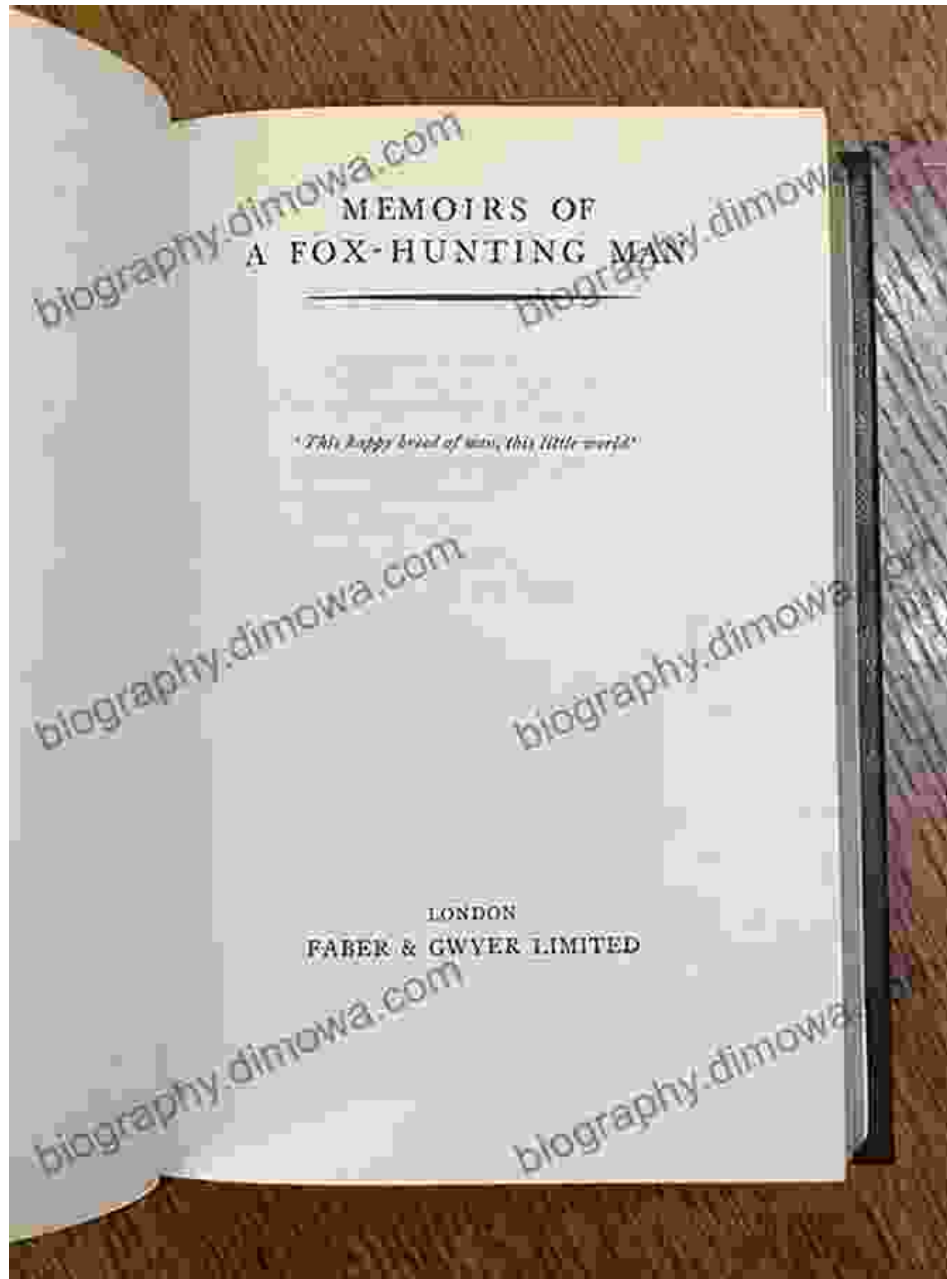 MEMOIRS OF
A FOX-HUNTING MAN
"This happy breed of men, this little world"
LONDON
FABER & GWYER LIMITED
biography.dimowa.com
biography.dimowa.com
biography.dimowa.com
biography.dimowa.com
biography.dimowa.com
biography.dimowa.